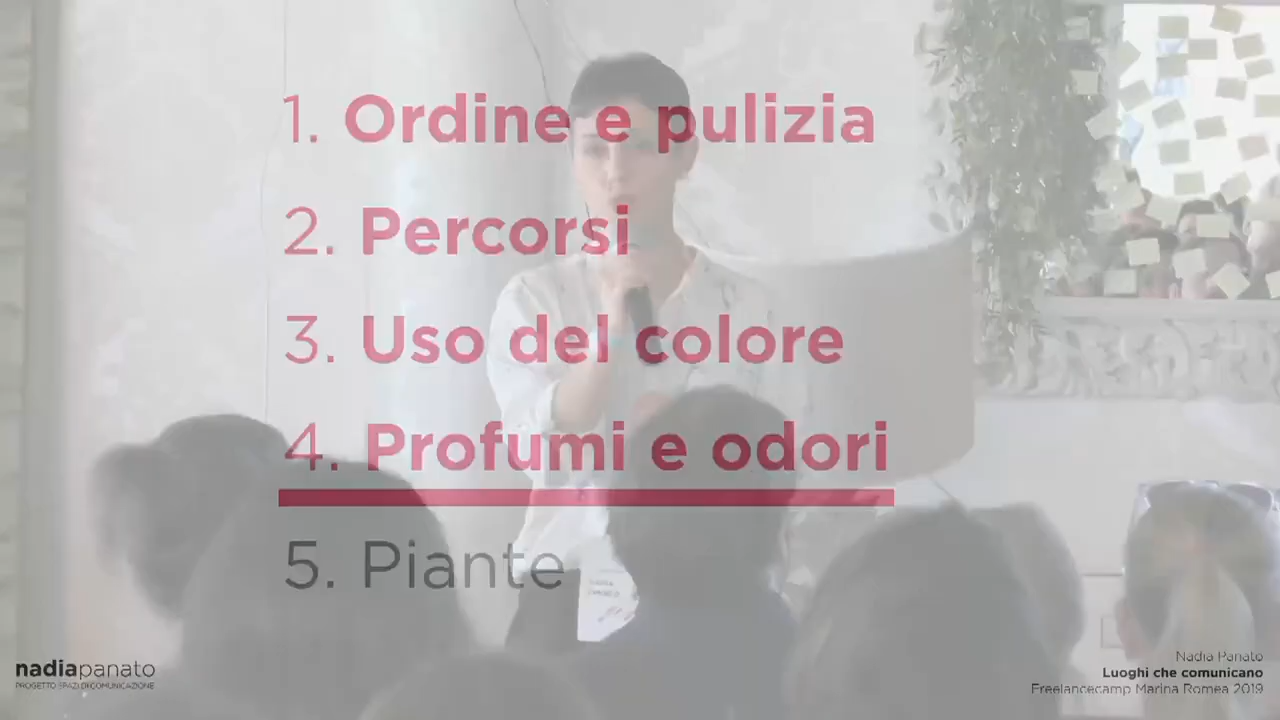 1. Ordine e pulizia
2. Percorsi
3. Uso del colore
4. Profumi e odori
5. Piante
nadiapanato
PROGETTO SPAZI DI COMUNICAZIONE
Nadia Panato
Luoghi che comunicano
Freelancecamp Marina Romea 2019